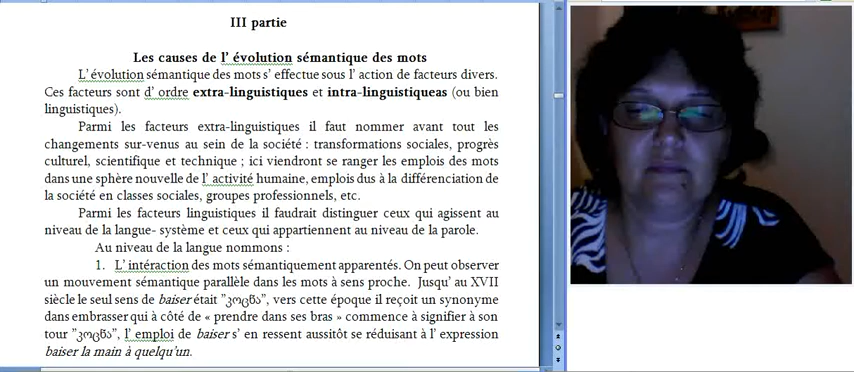 III partie
Les causes de l' évolution sémantique des mots
L' évolution sémantique des mots s' effectue sous l' action de facteurs divers.
Ces facteurs sont d' ordre extra-linguistiques et intra-linguistiqueas (ou bien
linguistiques).
Parmi les facteurs extra-linguistiques il faut nommer avant tout les
changements sur-venus au sein de la société : transformations sociales, progrès
culturel, scientifique et technique ; ici viendront se ranger les emplois des mots
dans une sphère nouvelle de l' activité humaine, emplois dus à la différenciation de
la société en classes sociales, groupes professionnels, etc.
Parmi les facteurs linguistiques il faudrait distinguer ceux qui agissent au
niveau de la langue- système et ceux qui appartiennent au niveau de la parole.
Au niveau de la langue nommons :
1. L' intéraction des mots sémantiquement apparentés. On peut observer
un mouvement sémantique parallèle dans les mots à sens proche. Jusqu' au XVII
siècle le seul sens de baiser était "კოცნა", vers cette époque il reçoit un synonyme
dans embrasser qui à côté de « prendre dans ses bras » commence à signifier à son
tour "კოცნა", l' emploi de baiser s' en ressent aussitôt se réduisant à l' expression
baiser la main à quelqu'un.